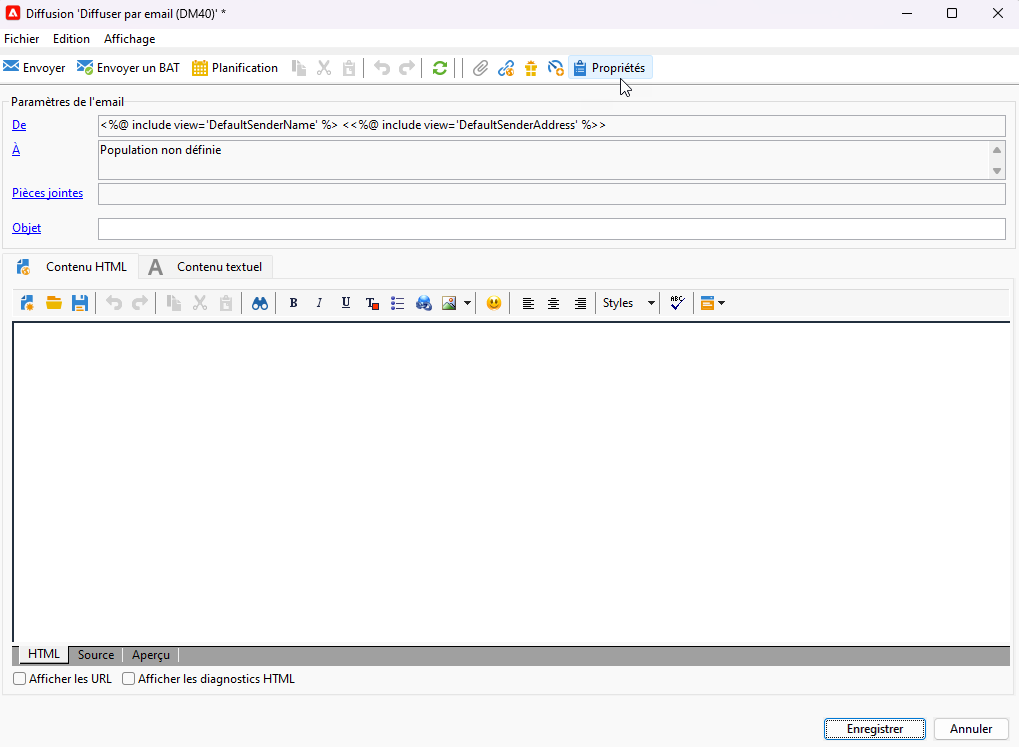 Diffusion 'Diffuser par email (DM40)' *
Fichier Edition Affichage
Envoyer Envoyer un BAT Planification Propriétés
Paramètres de l'email
De <%@ include view='DefaultSenderName' %> <<%@ include view='DefaultSenderAddress' %>>
À Population non définie
Pièces jointes
Objet
Contenu HTML A Contenu textuel
B I U T Styles ABC
HTML Source Aperçu
Afficher les URL Afficher les diagnostics HTML
Enregistrer Annuler